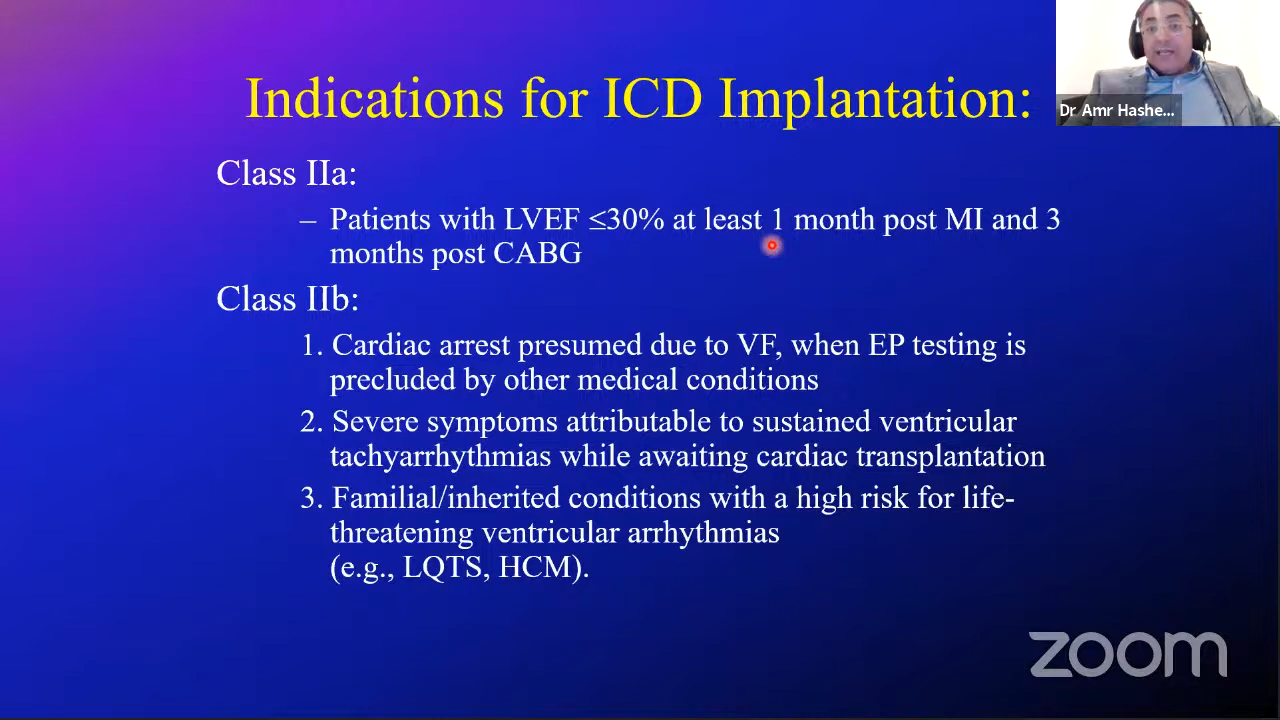 Indications for ICD Implantation:
Dr Amr Hashe...
Class IIa:
– Patients with LVEF ≤30% at least 1 month post MI and 3
months post CABG
Class IIb:
1. Cardiac arrest presumed due to VF, when EP testing is
precluded by other medical conditions
2. Severe symptoms attributable to sustained ventricular
tachyarrhythmias while awaiting cardiac transplantation
3. Familial/inherited conditions with a high risk for life-
threatening ventricular arrhythmias
(e.g., LQTS, HCM).
zoom